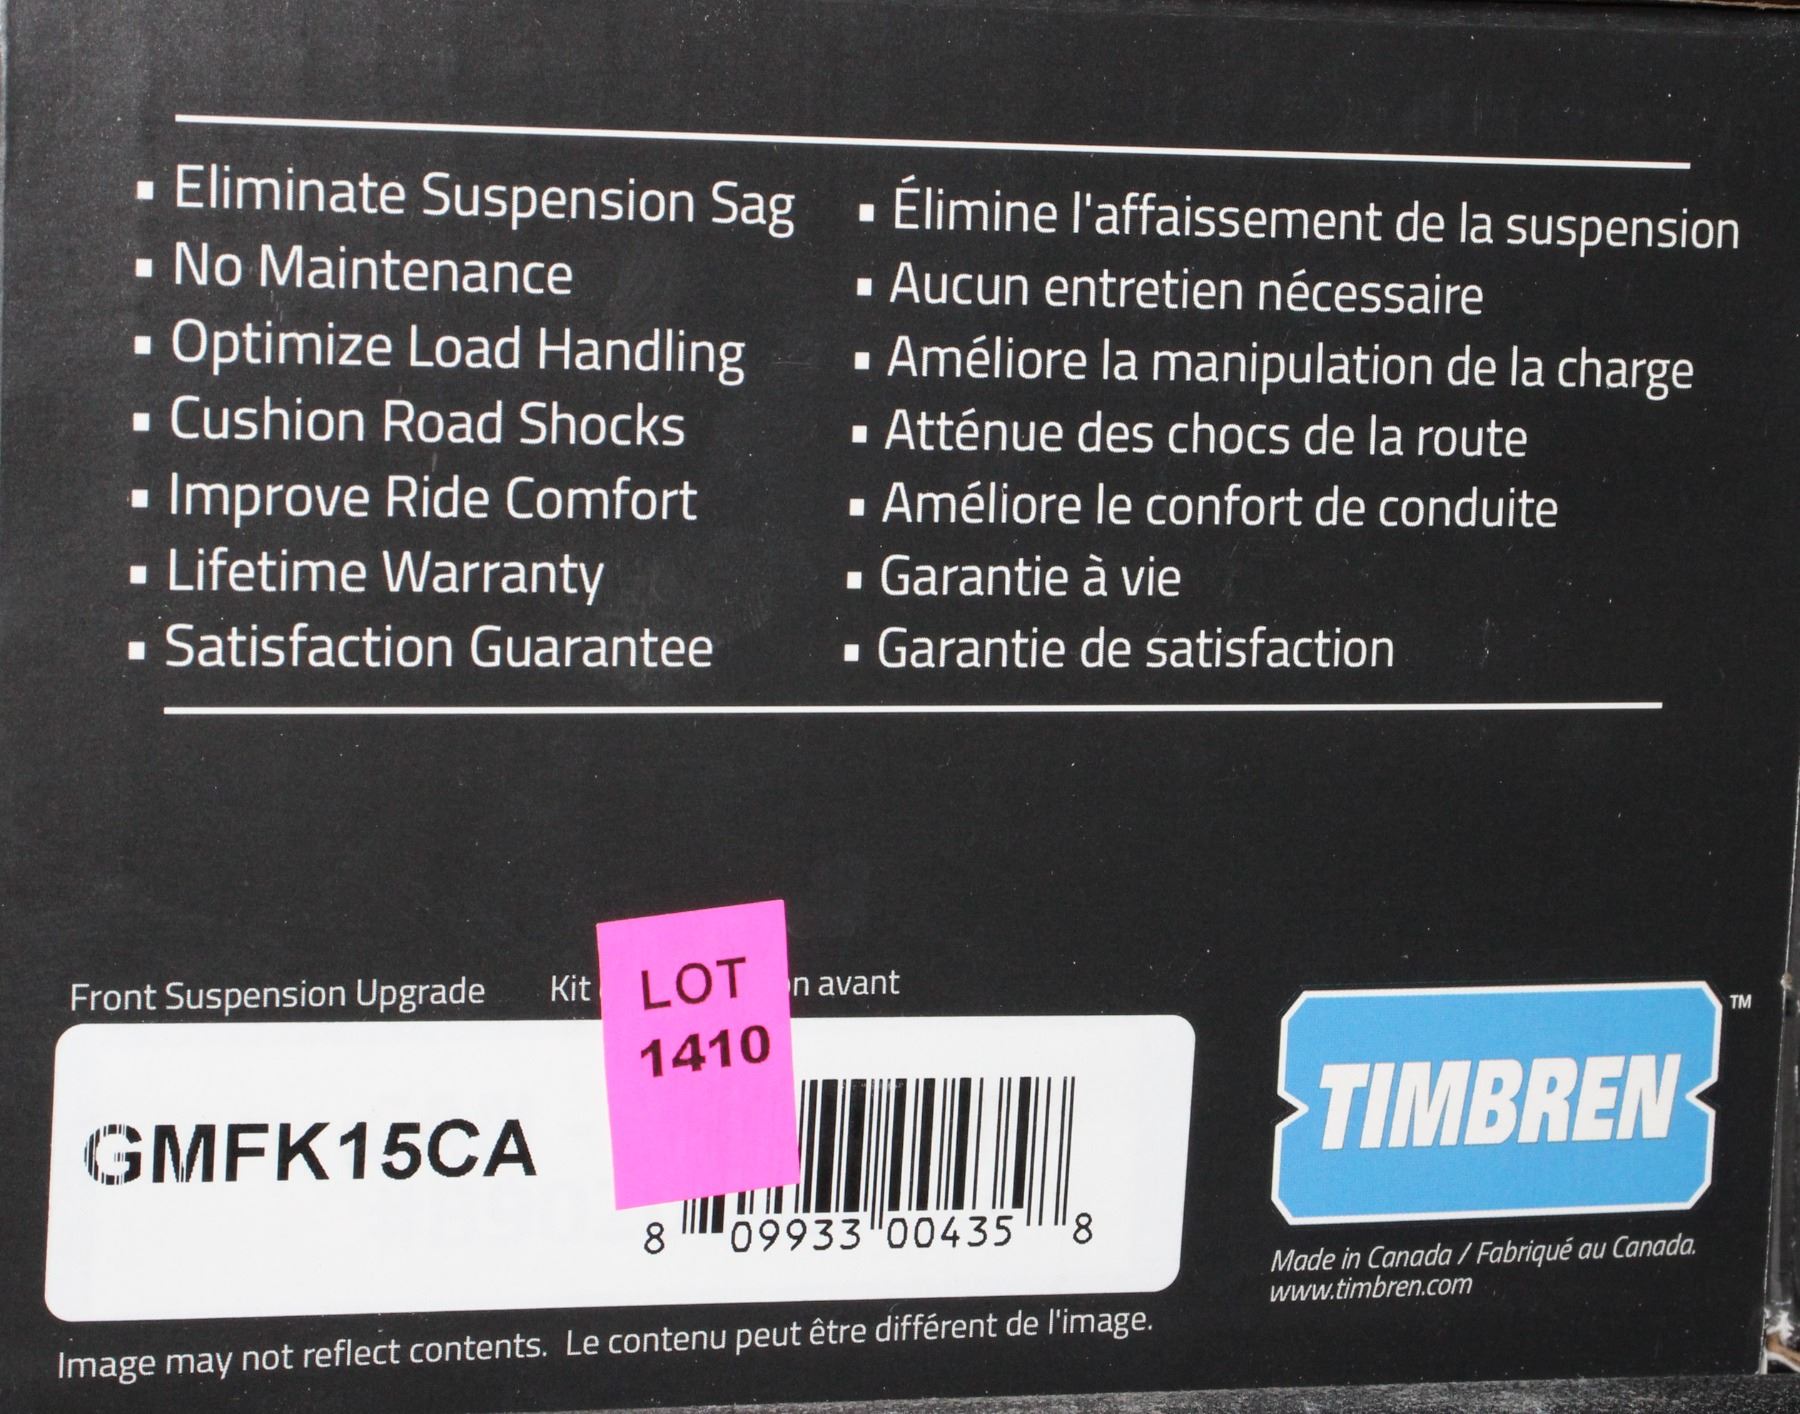 ▪ Eliminate Suspension Sag
▪ No Maintenance
▪ Optimize Load Handling
▪ Cushion Road Shocks
▪ Improve Ride Comfort
▪ Lifetime Warranty
▪ Satisfaction Guarantee
▪ Élimine l'affaissement de la suspension
▪ Aucun entretien nécessaire
▪ Améliore la manipulation de la charge
▪ Atténue des chocs de la route
▪ Améliore le confort de conduite
▪ Garantie à vie
▪ Garantie de satisfaction
Front Suspension Upgrade
Kit avant
LOT
1410
GMFK15CA
8 09933 00435 8
TIMBREN™
Made in Canada / Fabriqué au Canada.
www.timbren.com
Image may not reflect contents. Le contenu peut être différent de l'image.